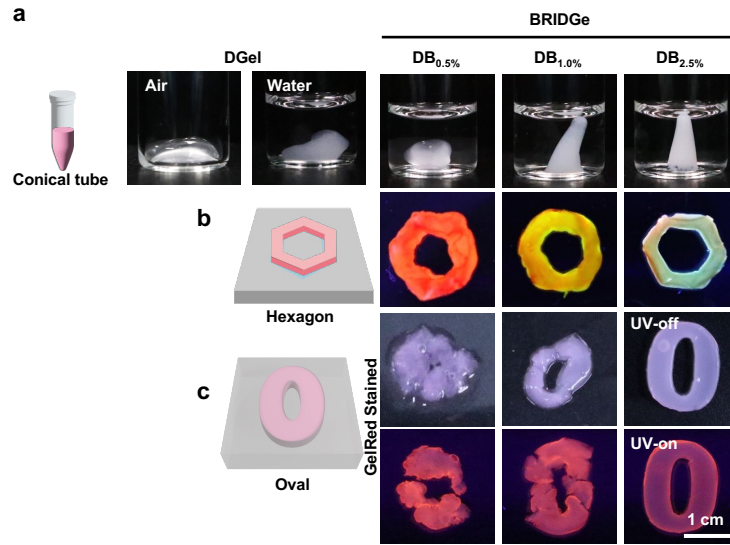 a
BRIDGe
DGel
DB0.5%
DB1.0%
DB2.5%
Air
Water
Conical tube
b
Hexagon
UV-off
c
GelRed Stained
UV-on
Oval
1 cm